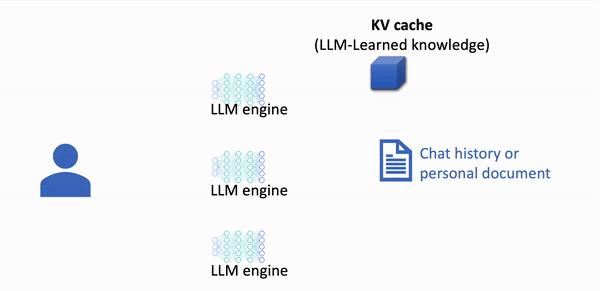 KV cache
(LLM-Learned knowledge)
LLM engine
Chat history or
personal document
LLM engine
LLM engine